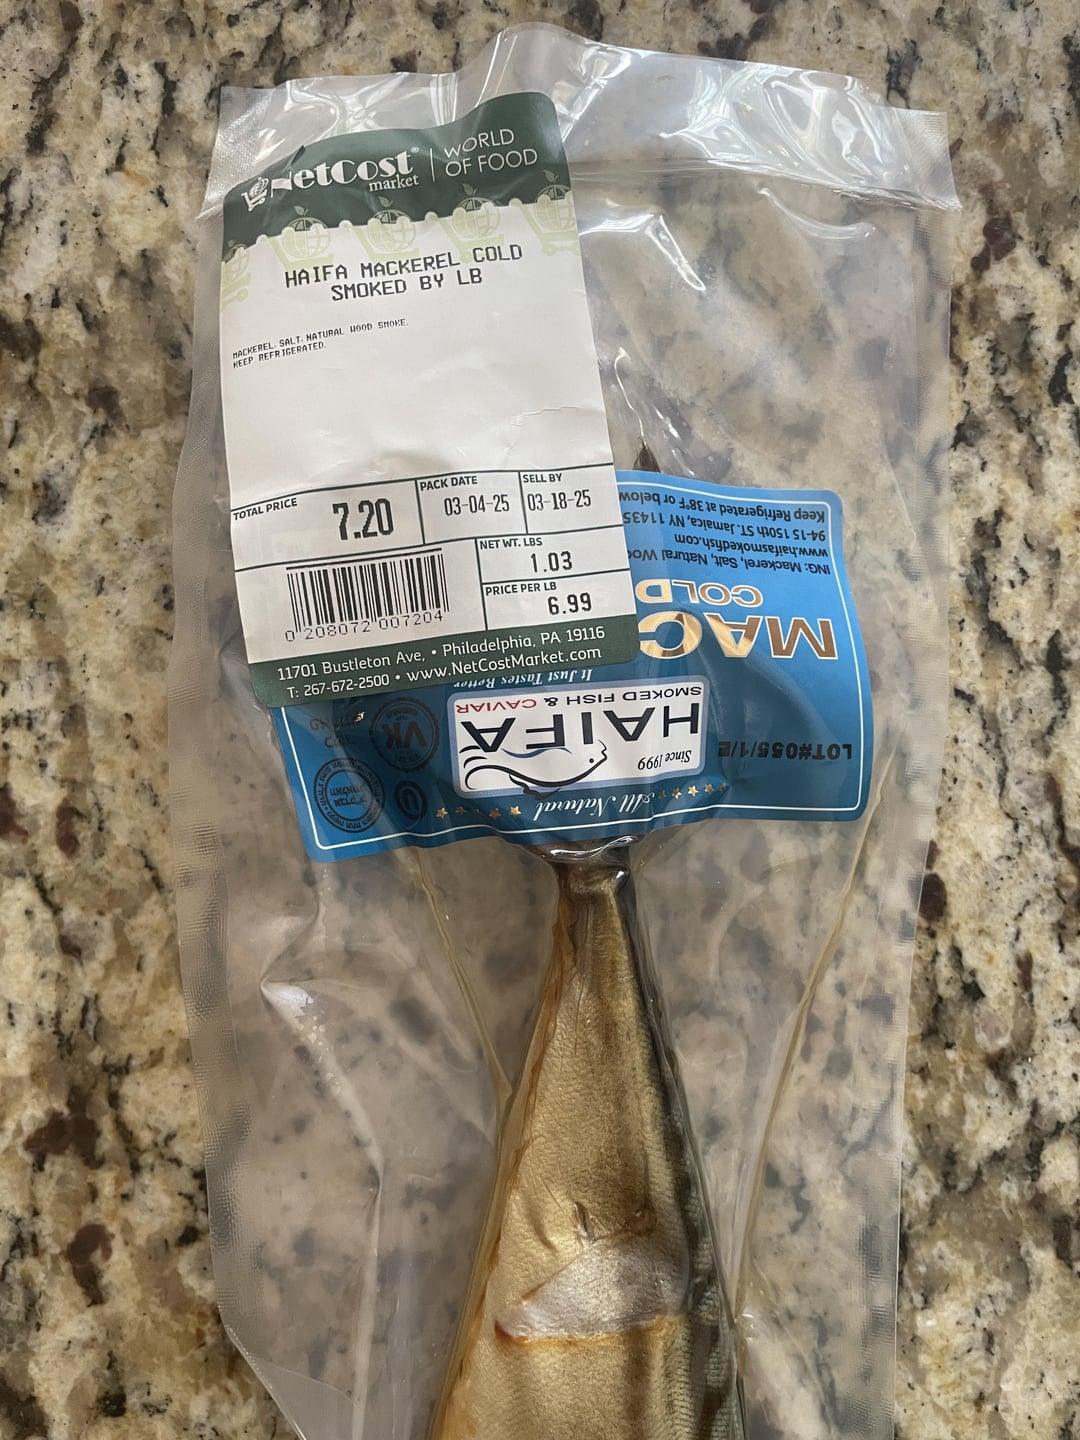 NetCost® market | WORLD OF FOOD
HAIFA MACKEREL COLD
SMOKED BY LB
MACKEREL, SALT, NATURAL WOOD SMOKE.
KEEP REFRIGERATED.
TOTAL PRICE 7.20
PACK DATE 03-04-25
SELL BY 03-18-25
NET WT. LBS 1.03
PRICE PER LB 6.99
0 208072 007204
11701 Bustleton Ave, • Philadelphia, PA 19116
T: 267-672-2500 • www.NetCostMarket.com
All Natural
Since 1999
HAIFA
SMOKED FISH & CAVIAR
It Just Tastes Better
LOT#055/1/E
MAC
COLD
ING: Mackerel, Salt, Natural Woo
www.haifasmokedfish.com
94-15 150th ST. Jamaica, NY 11435
Keep Refrigerated at 38°F or below
U
VK